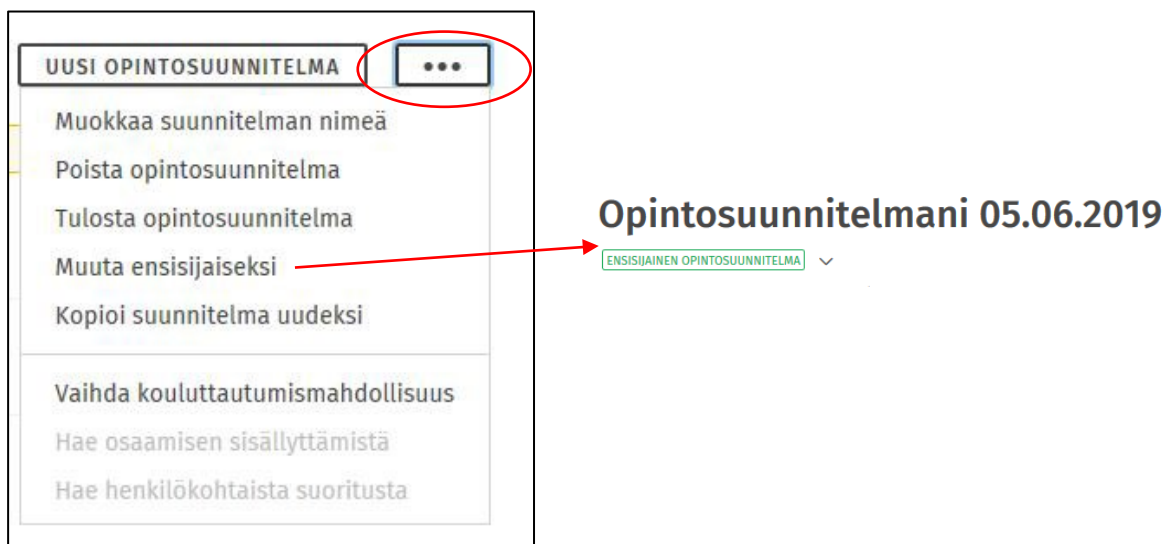 UUSI OPINTOSUUNNITELMA
Muokkaa suunnitelman nimeä
Poista opintosuunnitelma
Tulosta opintosuunnitelma
Muuta ensisijaiseksi
Kopioi suunnitelma uudeksi
Vaihda kouluttautumismahdollisuus
Hae osaamisen sisällyttämistä
Hae henkilökohtaista suoritusta
Opintosuunnitelmani 05.06.2019
ENSISIJAINEN OPINTOSUUNNITELMA